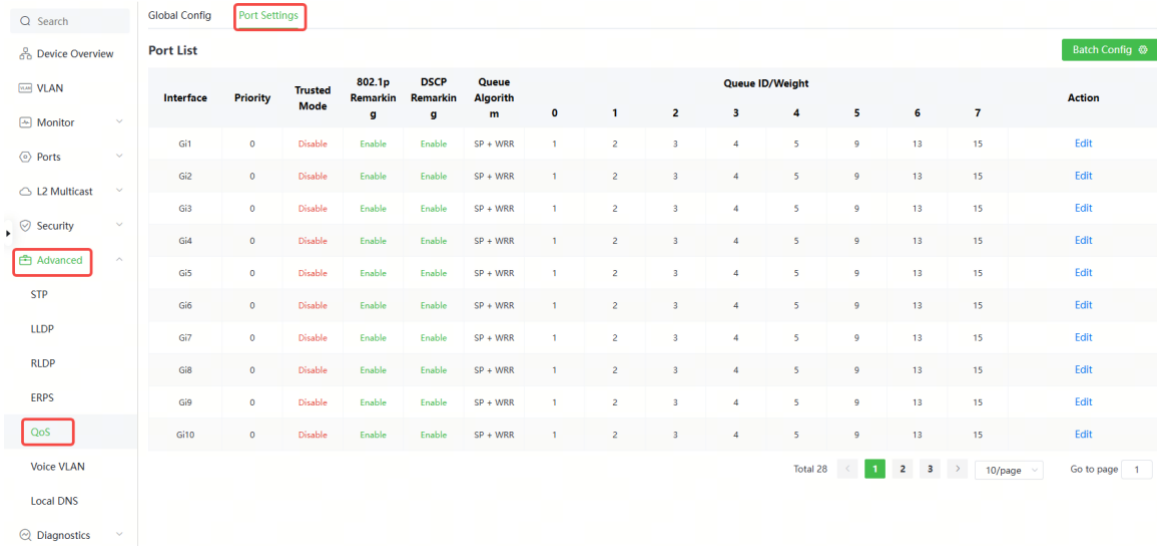 Search
Device Overview
VLAN
Monitor
Ports
L2 Multicast
Security
Advanced
STP
LLDP
RLDP
ERPS
QoS
Voice VLAN
Local DNS
Diagnostics
Global Config Port Settings
Port List Batch Config
Interface Priority Trusted Mode 802.1p Remarking DSCP Remarking Queue Algorithm Queue ID/Weight Action
0 1 2 3 4 5 6 7
Gi1 0 Disable Enable Enable SP + WRR 1 2 3 4 5 9 13 15 Edit
Gi2 0 Disable Enable Enable SP + WRR 1 2 3 4 5 9 13 15 Edit
Gi3 0 Disable Enable Enable SP + WRR 1 2 3 4 5 9 13 15 Edit
Gi4 0 Disable Enable Enable SP + WRR 1 2 3 4 5 9 13 15 Edit
Gi5 0 Disable Enable Enable SP + WRR 1 2 3 4 5 9 13 15 Edit
Gi6 0 Disable Enable Enable SP + WRR 1 2 3 4 5 9 13 15 Edit
Gi7 0 Disable Enable Enable SP + WRR 1 2 3 4 5 9 13 15 Edit
Gi8 0 Disable Enable Enable SP + WRR 1 2 3 4 5 9 13 15 Edit
Gi9 0 Disable Enable Enable SP + WRR 1 2 3 4 5 9 13 15 Edit
Gi10 0 Disable Enable Enable SP + WRR 1 2 3 4 5 9 13 15 Edit
Total 28 < 1 2 3 > 10/page Go to page 1